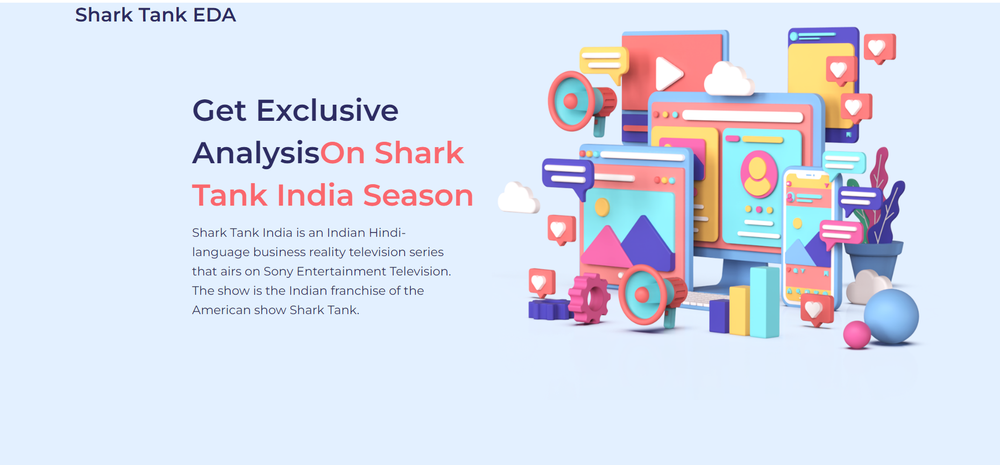 Shark Tank EDA
Get Exclusive
AnalysisOn Shark
Tank India Season
Shark Tank India is an Indian Hindi-
language business reality television series
that airs on Sony Entertainment Television.
The show is the Indian franchise of the
American show Shark Tank.